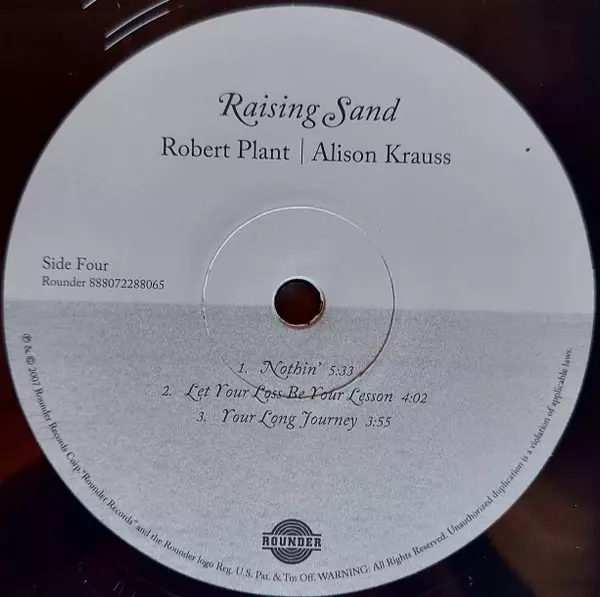 Raising Sand
Robert Plant | Alison Krauss
Side Four
Rounder 888072288065
1. Nothin' 5:33
2. Let Your Loss Be Your Lesson 4:02
3. Your Long Journey 3:55
ROUNDER
℗ & © 2007 Rounder Records Corp. "Rounder Records" and the Rounder logo Reg. U.S. Pat. & Tm Off. WARNING: All Rights Reserved. Unauthorized duplication is a violation of applicable laws.